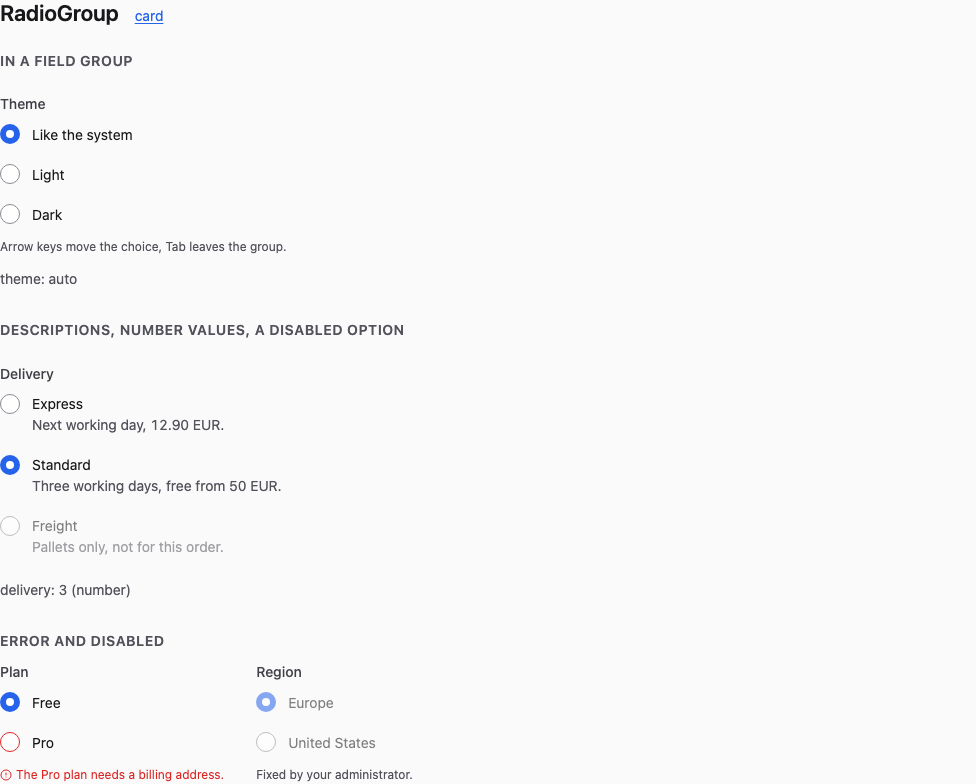 RadioGroup card
IN A FIELD GROUP
Theme
Like the system
Light
Dark
Arrow keys move the choice, Tab leaves the group.
theme: auto
DESCRIPTIONS, NUMBER VALUES, A DISABLED OPTION
Delivery
Express
Next working day, 12.90 EUR.
Standard
Three working days, free from 50 EUR.
Freight
Pallets only, not for this order.
delivery: 3 (number)
ERROR AND DISABLED
Plan
Free
Pro
The Pro plan needs a billing address.
Region
Europe
United States
Fixed by your administrator.